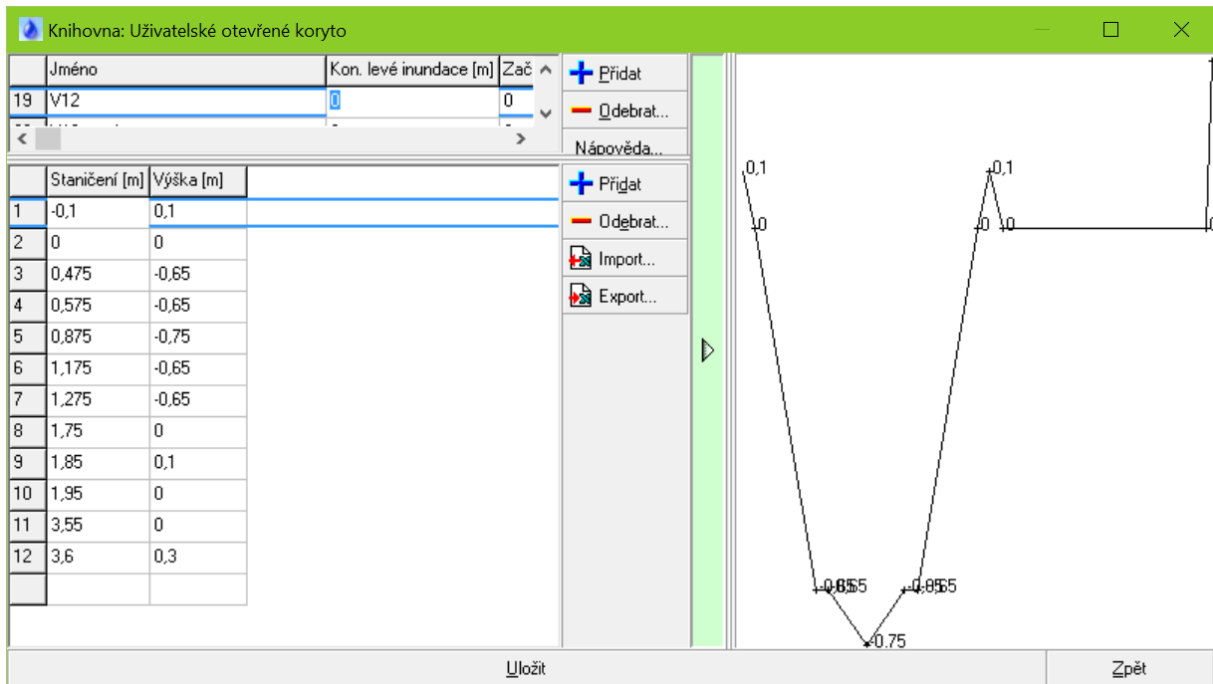 Knihovna: Uživatelské otevřené koryto
Jméno Kon. levé inundace [m] Zač
19 V12 0 0
Přidat
Odebrat...
Nápověda...
Staničení [m] Výška [m]
1 -0,1 0,1
2 0 0
3 0,475 -0,65
4 0,575 -0,65
5 0,875 -0,75
6 1,175 -0,65
7 1,275 -0,65
8 1,75 0
9 1,85 0,1
10 1,95 0
11 3,55 0
12 3,6 0,3
Přidat
Odebrat...
Import...
Export...
0,1 0,1
0 0 0
-0.75
Uložit Zpět